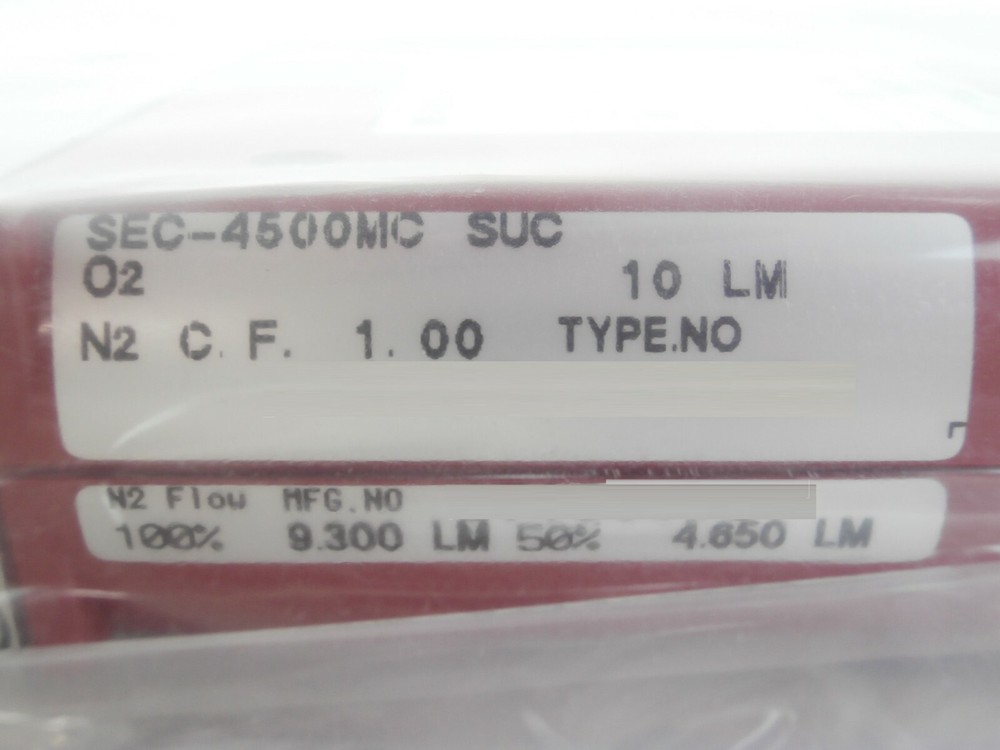 SEC-4500MC SUC
O2 10 LM
N2 C.F. 1.00 TYPE.NO
N2 Flow MFG.NO
100% 9.300 LM 50% 4.650 LM